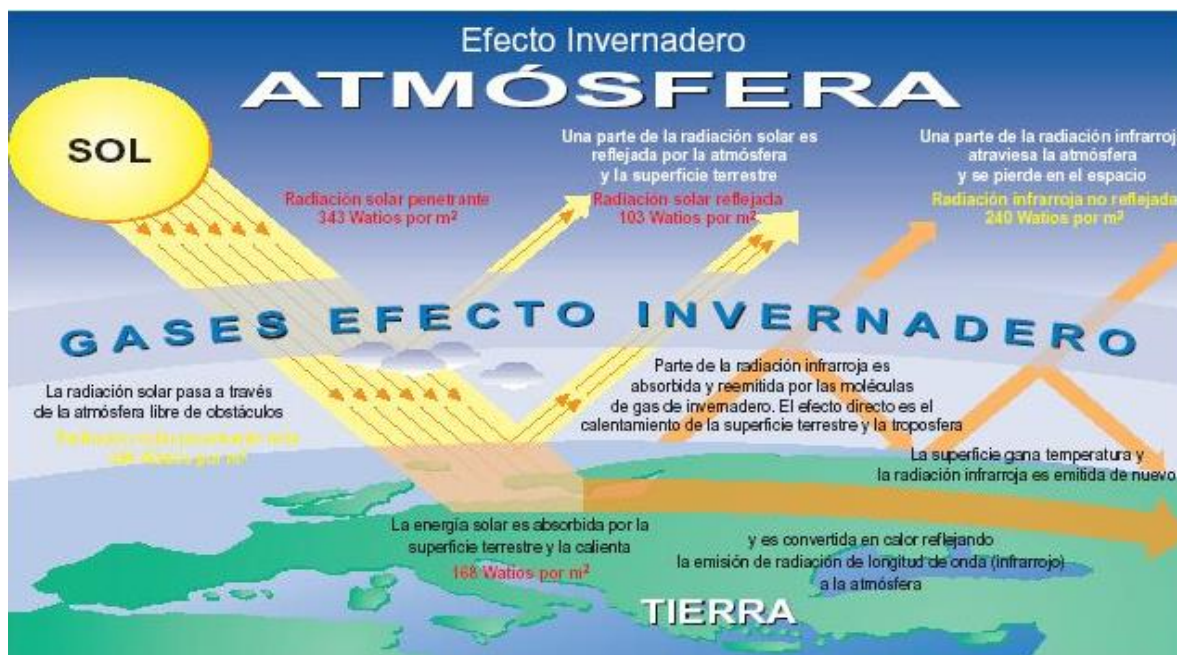 Efecto Invernadero
ATMÓSFERA
SOL
Una parte de la radiación solar es
reflejada por la atmósfera
y la superficie terrestre
Radiación solar reflejada
103 Watios por m²
Una parte de la radiación infrarroja
atraviesa la atmósfera
y se pierde en el espacio
Radiación infrarroja no reflejada
240 Watios por m²
Radiación solar penetrante
343 Watios por m²
GASES EFECTO INVERNADERO
La radiación solar pasa a través
de la atmósfera libre de obstáculos
Watios por m²
Parte de la radiación infrarroja es
absorbida y reemitida por las moléculas
de gas de invernadero. El efecto directo es el
calentamiento de la superficie terrestre y la troposfera
La superficie gana temperatura y
la radiación infrarroja es emitida de nuevo
La energía solar es absorbida por la
superficie terrestre y la calienta
168 Watios por m²
y es convertida en calor reflejando
la emisión de radiación de longitud de onda (infrarrojo)
a la atmósfera
TIERRA